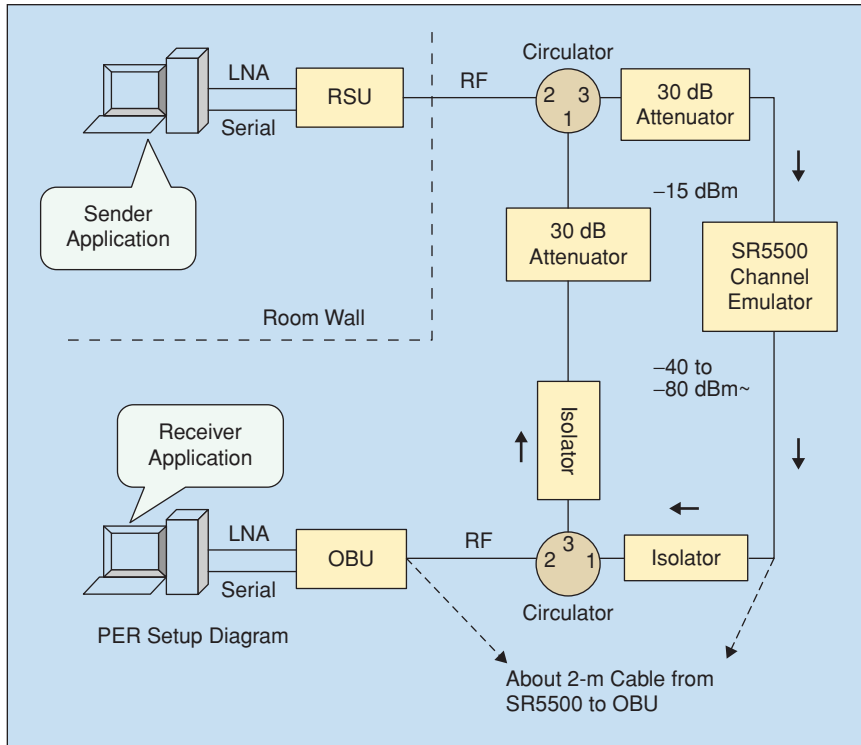 LNA
Serial
RSU
RF
Circulator
2 3
1
30 dB
Attenuator
Sender
Application
–15 dBm
30 dB
Attenuator
SR5500
Channel
Emulator
Room Wall
–40 to
–80 dBm~
Isolator
Receiver
Application
LNA
Serial
OBU
RF
3
2 1
Circulator
Isolator
PER Setup Diagram
About 2-m Cable from
SR5500 to OBU